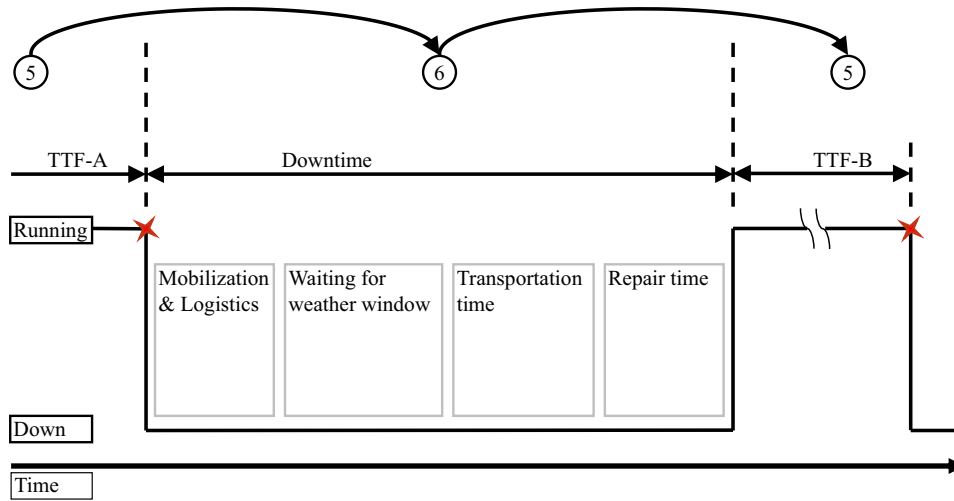 5
6
5
TTF-A
Downtime
TTF-B
Running
Mobilization
& Logistics
Waiting for
weather window
Transportation
time
Repair time
Down
Time